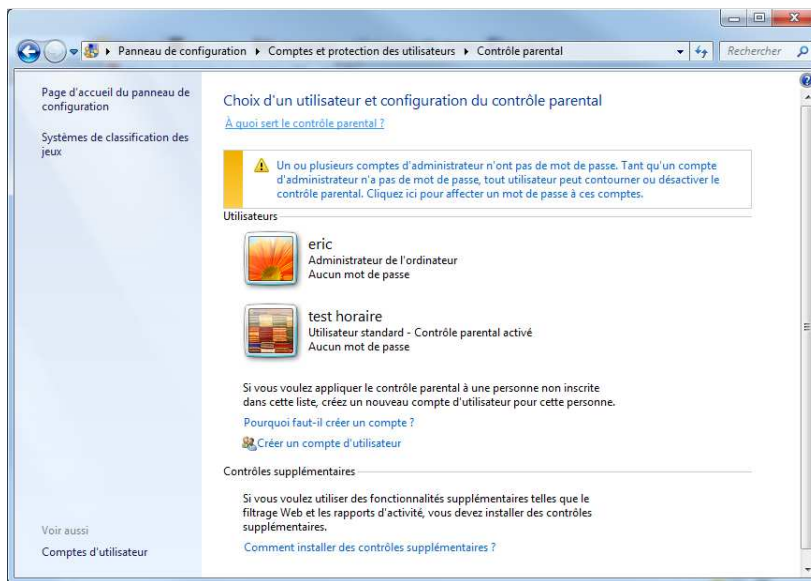 Panneau de configuration ▸ Comptes et protection des utilisateurs ▸ Contrôle parental
Rechercher
Page d'accueil du panneau de
configuration
Systèmes de classification des
jeux
Choix d'un utilisateur et configuration du contrôle parental
À quoi sert le contrôle parental ?
Un ou plusieurs comptes d'administrateur n'ont pas de mot de passe. Tant qu'un compte
d'administrateur n'a pas de mot de passe, tout utilisateur peut contourner ou désactiver le
contrôle parental. Cliquez ici pour affecter un mot de passe à ces comptes.
Utilisateurs
eric
Administrateur de l'ordinateur
Aucun mot de passe
test horaire
Utilisateur standard - Contrôle parental activé
Aucun mot de passe
Si vous voulez appliquer le contrôle parental à une personne non inscrite
dans cette liste, créez un nouveau compte d'utilisateur pour cette personne.
Pourquoi faut-il créer un compte ?
Créer un compte d'utilisateur
Contrôles supplémentaires
Si vous voulez utiliser des fonctionnalités supplémentaires telles que le
filtrage Web et les rapports d'activité, vous devez installer des contrôles
supplémentaires.
Comment installer des contrôles supplémentaires ?
Voir aussi
Comptes d'utilisateur